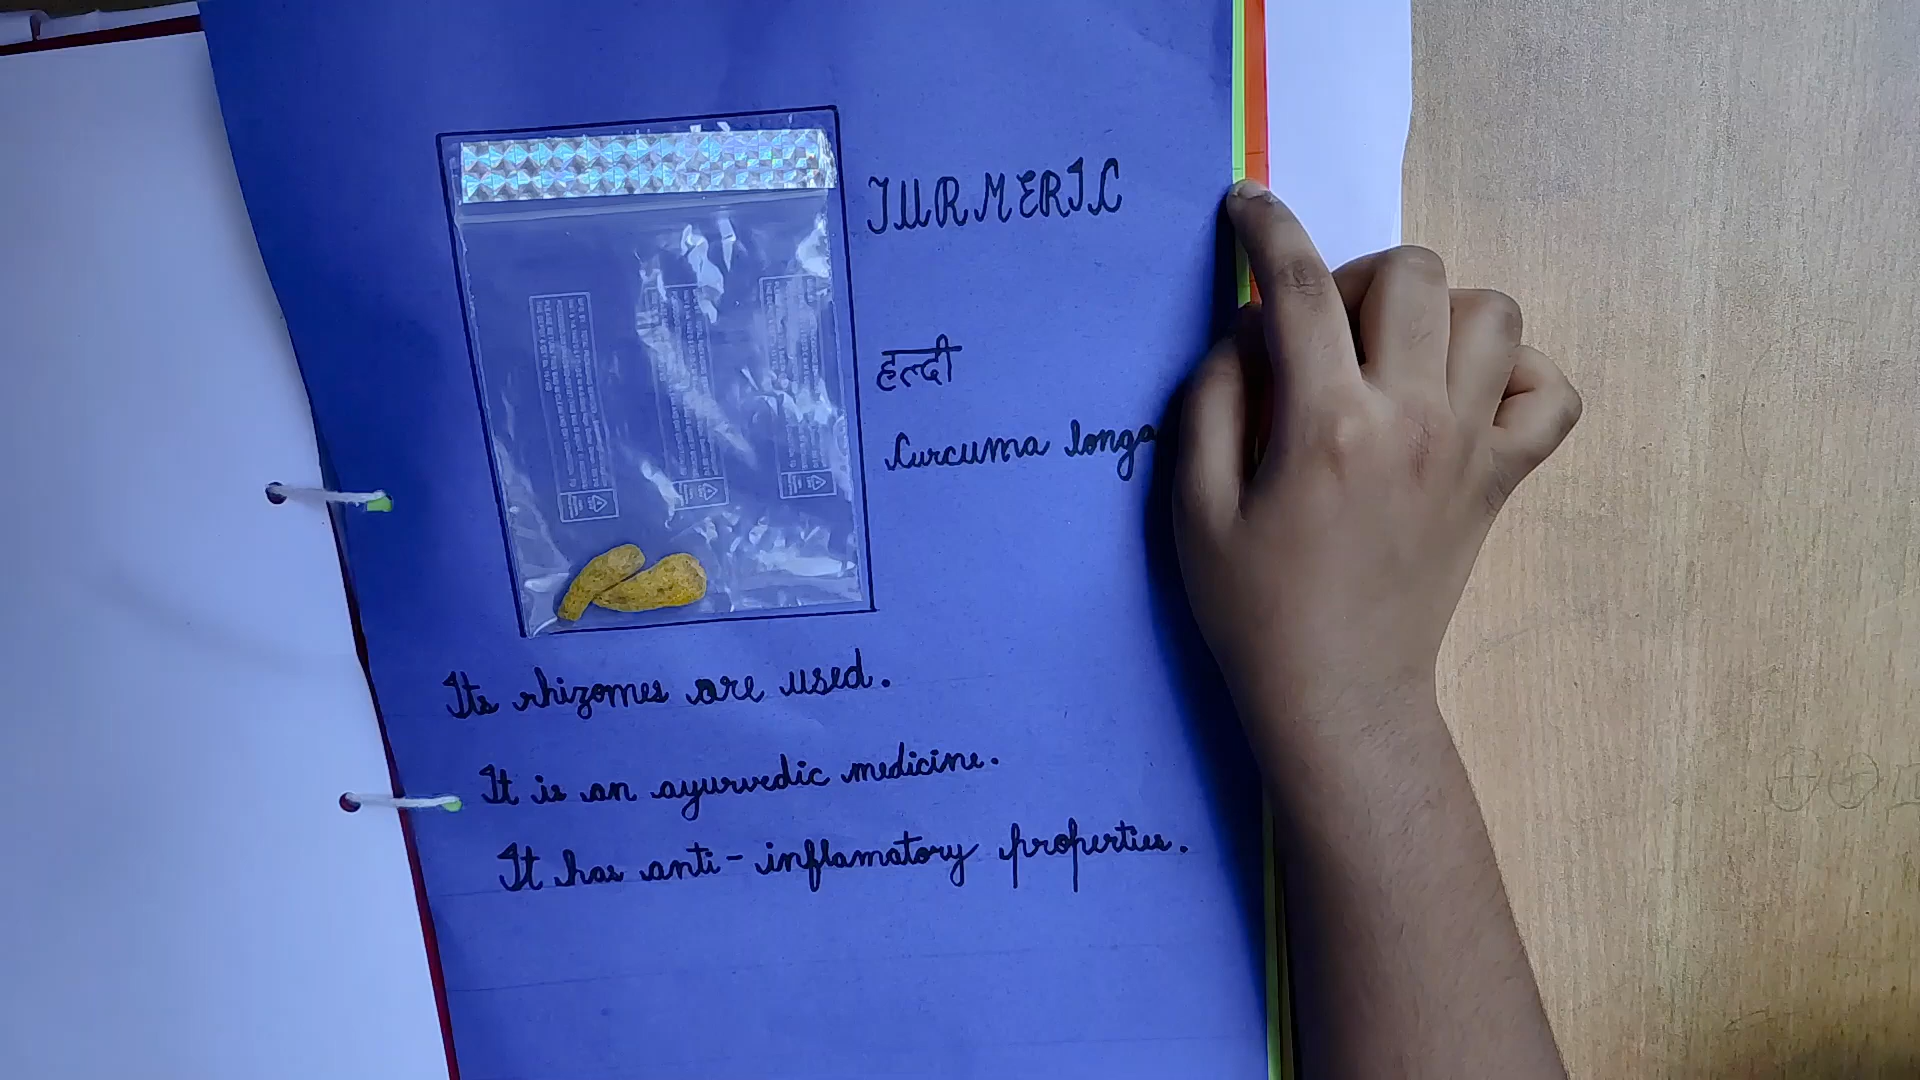 TURMERIC
हल्दी
Curcuma longa
Its rhizomes are used.
It is an ayurvedic medicine.
It has anti-inflamatory properties.